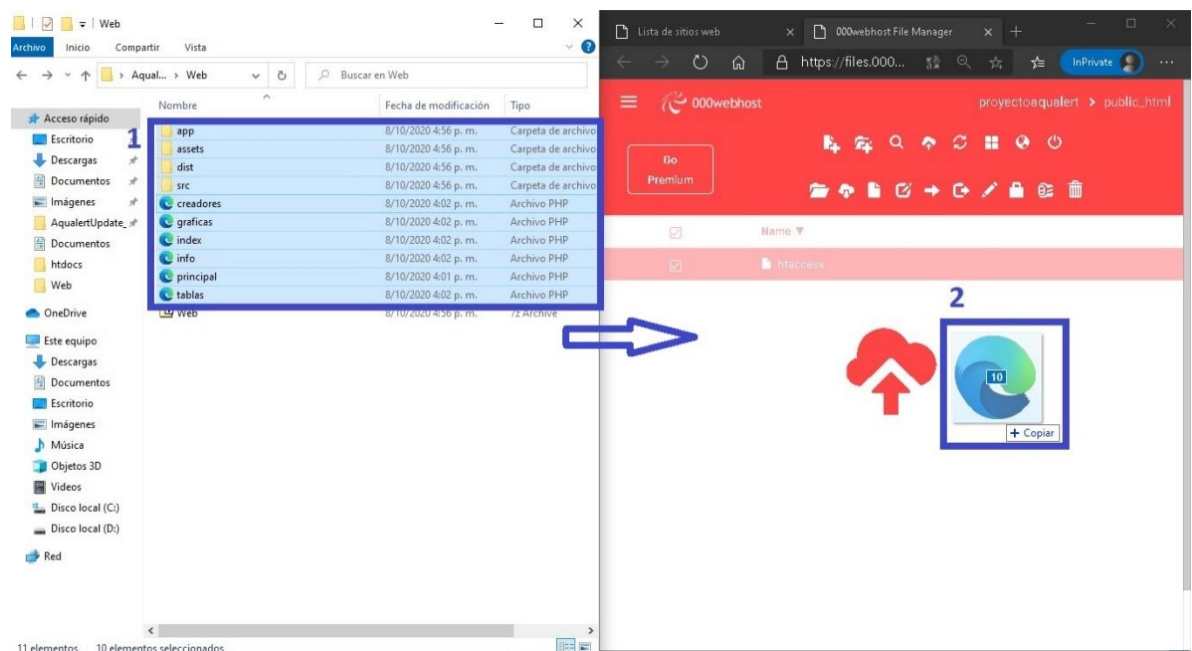 Web
Archivo Inicio Compartir Vista
Aqual... > Web
Buscar en Web
Nombre Fecha de modificación Tipo
Acceso rápido
Escritorio
Descargas
Documentos
Imágenes
AqualertUpdate_
Documentos
htdocs
Web
OneDrive
Este equipo
Descargas
Documentos
Escritorio
Imágenes
Música
Objetos 3D
Videos
Disco local (C:)
Disco local (D:)
Red
1
app 8/10/2020 4:56 p. m. Carpeta de archivo
assets 8/10/2020 4:56 p. m. Carpeta de archivo
dist 8/10/2020 4:56 p. m. Carpeta de archivo
src 8/10/2020 4:56 p. m. Carpeta de archivo
creadores 8/10/2020 4:02 p. m. Archivo PHP
graficas 8/10/2020 4:02 p. m. Archivo PHP
index 8/10/2020 4:02 p. m. Archivo PHP
info 8/10/2020 4:02 p. m. Archivo PHP
principal 8/10/2020 4:01 p. m. Archivo PHP
tablas 8/10/2020 4:02 p. m. Archivo PHP
Web 8/10/2020 4:56 p. m. 7z Archive
11 elementos 10 elementos seleccionados
Lista de sitios web
000webhost File Manager
https://files.000...
InPrivate
000webhost
proyectoaqualert > public_html
Go
Premium
Name ▼
htaccess
2
10
+ Copiar